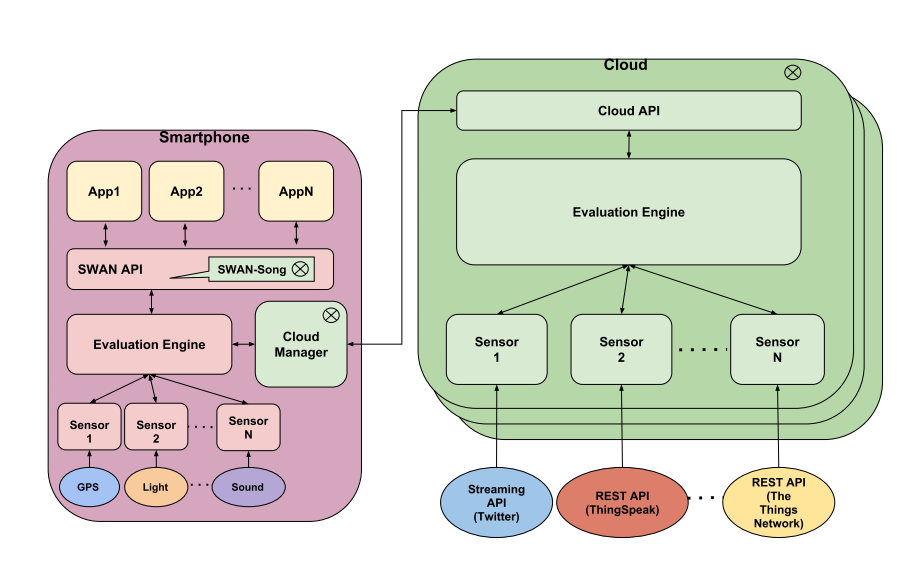 Cloud
Cloud API
Smartphone
App1
App2
AppN
SWAN API
SWAN-Song
Evaluation Engine
Evaluation Engine
Cloud
Manager
Sensor
1
Sensor
2
Sensor
N
Sensor
1
Sensor
2
Sensor
N
GPS
Light
Sound
Streaming
API
(Twitter)
REST API
(ThingSpeak)
REST API
(The
Things
Network)